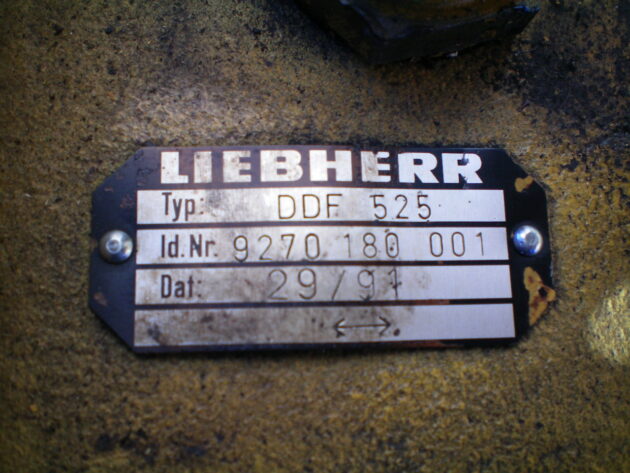 LIEBHERR
Typ: DDF 525
Id.Nr. 9270 180 001
Dat: 29/91
↔